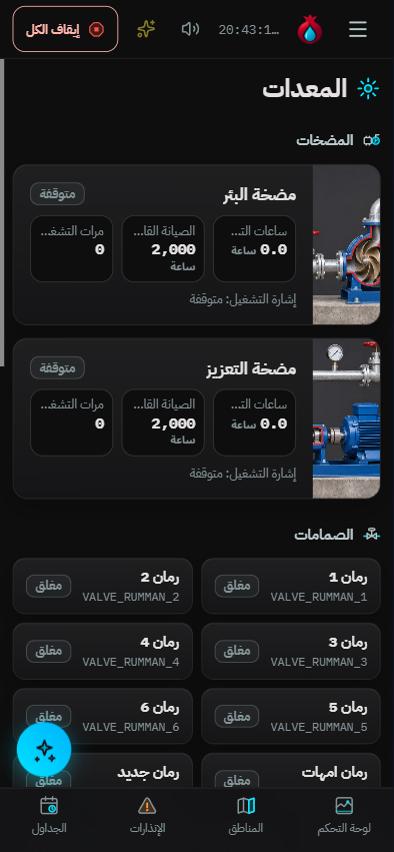 20:43:1...
إيقاف الكل
المعدات
المضخات
مضخة البئر
متوقفة
ساعات الت...
0.0 ساعة
الصيانة القا...
2,000
ساعة
مرات التشغ...
0
إشارة التشغيل: متوقفة
مضخة التعزيز
متوقفة
ساعات الت...
0.0 ساعة
الصيانة القا...
2,000
ساعة
مرات التشغ...
0
إشارة التشغيل: متوقفة
الصمامات
رمان 1
VALVE_RUMMAN_1
مغلق
رمان 2
VALVE_RUMMAN_2
مغلق
رمان 3
VALVE_RUMMAN_3
مغلق
رمان 4
VALVE_RUMMAN_4
مغلق
رمان 5
VALVE_RUMMAN_5
مغلق
رمان 6
VALVE_RUMMAN_6
مغلق
رمان امهات
مغلق
رمان جديد
مغلق
لوحة التحكم
المناطق
الإنذارات
الجداول